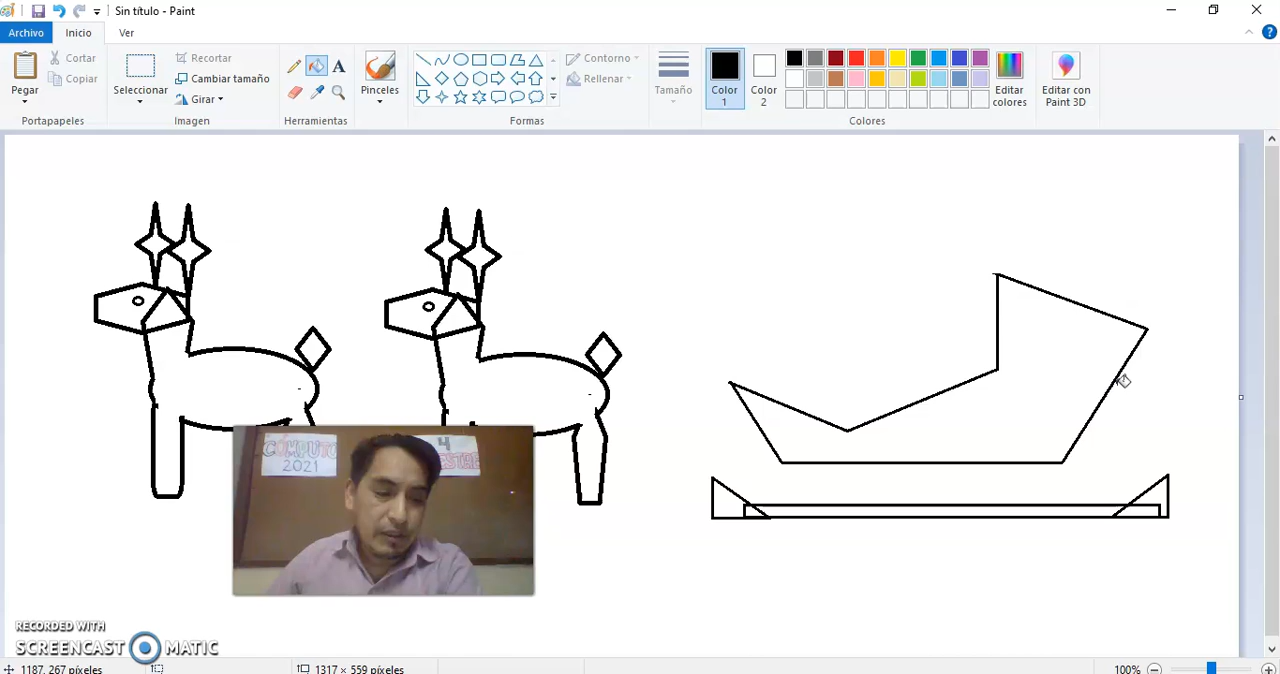 Sin título - Paint
Archivo Inicio Ver
Pegar
Cortar
Copiar
Portapapeles
Seleccionar
Recortar
Cambiar tamaño
Girar
Imagen
A
Herramientas
Pinceles
Contorno
Rellenar
Formas
Tamaño
Color
1
Color
2
Editar
colores
Colores
Editar con
Paint 3D
COMPUTO
2021
4
RECORDED WITH
SCREENCAST MATIC
1187, 267 píxeles
1317 × 559 píxeles
100%